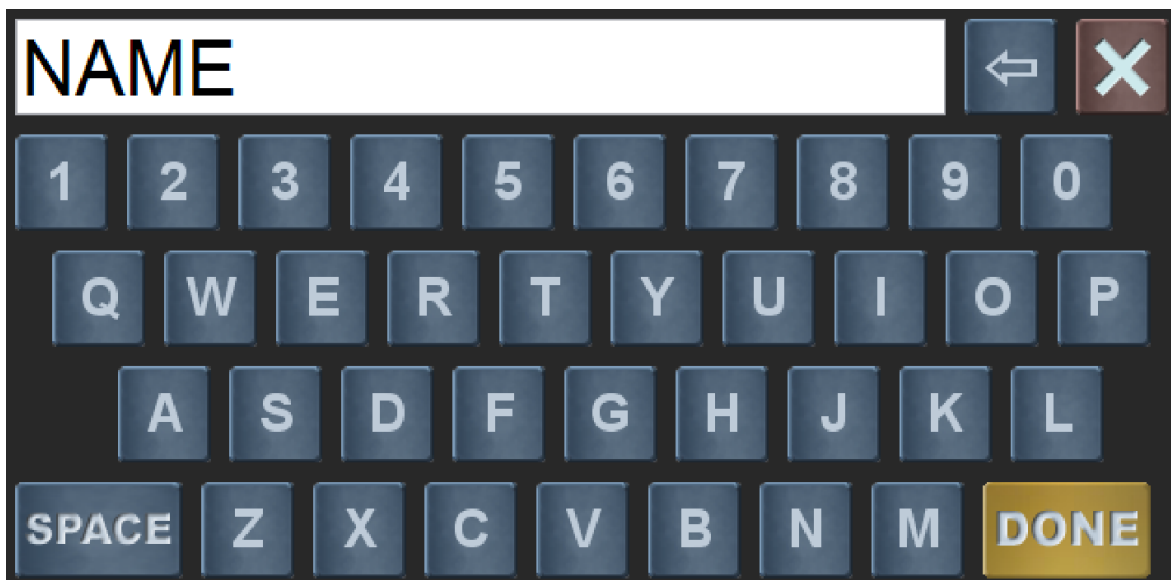 NAME
1 2 3 4 5 6 7 8 9 0
Q W E R T Y U I O P
A S D F G H J K L
SPACE Z X C V B N M DONE